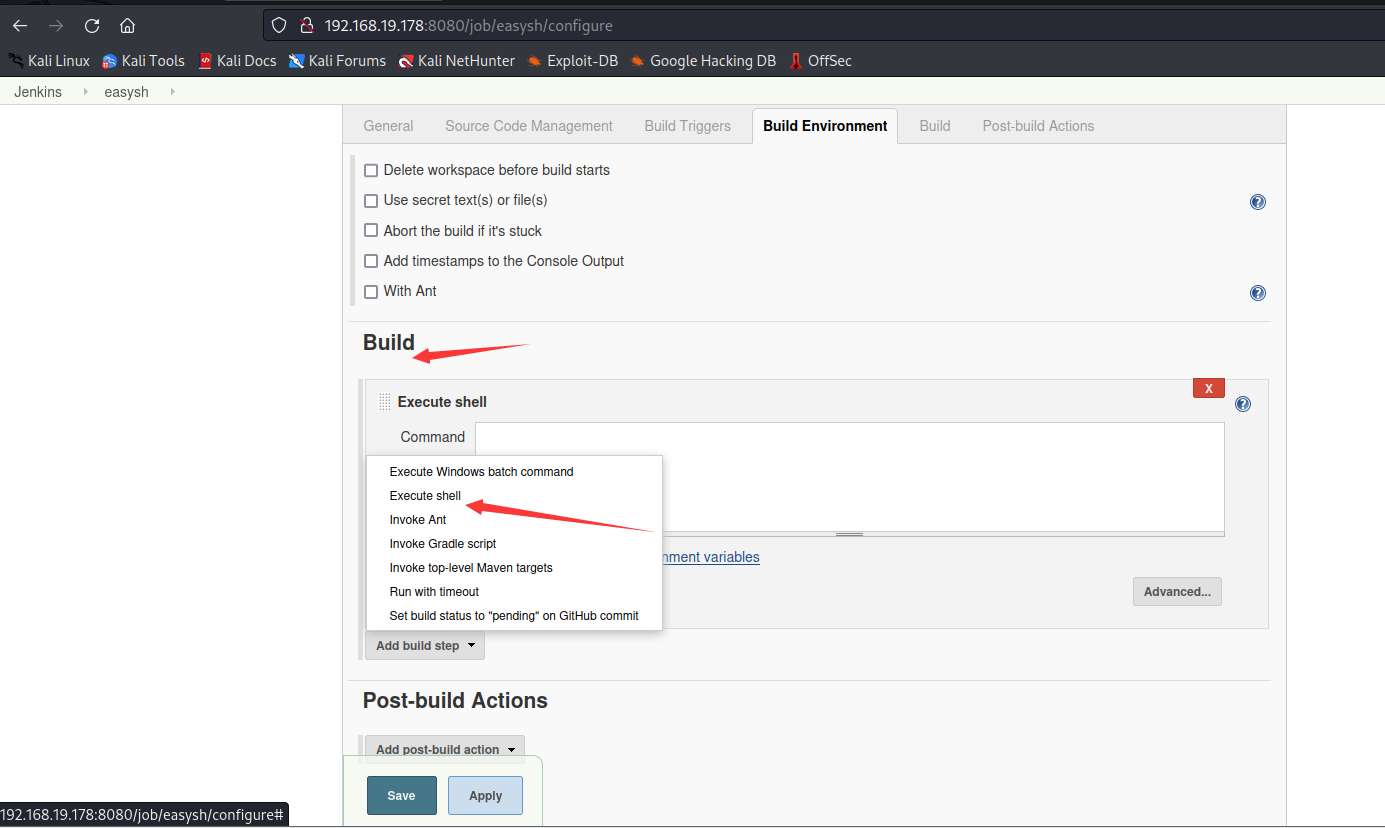 192.168.19.178:8080/job/easysh/configure
Kali Linux Kali Tools Kali Docs Kali Forums Kali NetHunter Exploit-DB Google Hacking DB OffSec
Jenkins easysh
General Source Code Management Build Triggers Build Environment Build Post-build Actions
Delete workspace before build starts
Use secret text(s) or file(s)
Abort the build if it's stuck
Add timestamps to the Console Output
With Ant
Build
X
Execute shell
Command
Execute Windows batch command
Execute shell
Invoke Ant
Invoke Gradle script
nment variables
Invoke top-level Maven targets
Run with timeout
Advanced...
Set build status to "pending" on GitHub commit
Add build step
Post-build Actions
Add post-build action
Save Apply
192.168.19.178:8080/job/easysh/configure#